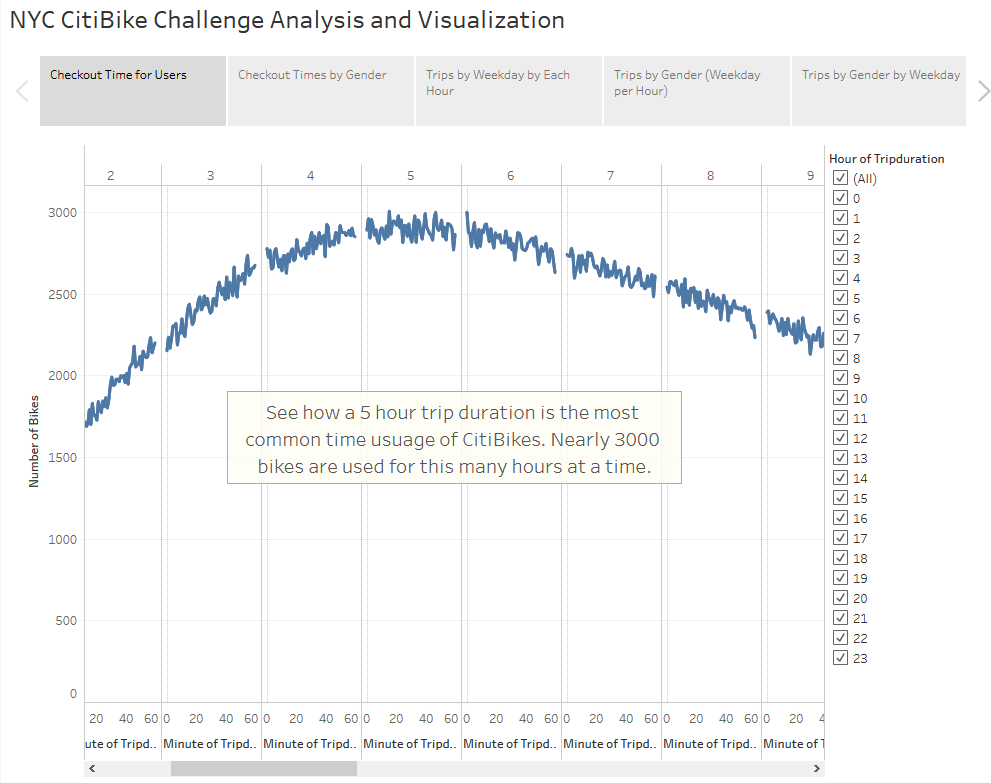 NYC CitiBike Challenge Analysis and Visualization
Checkout Time for Users
Checkout Times by Gender
Trips by Weekday by Each
Hour
Trips by Gender (Weekday
per Hour)
Trips by Gender by Weekday
Hour of Tripduration
(All)
0
1
2
3
4
5
6
7
8
9
10
11
12
13
14
15
16
17
18
19
20
21
22
23
2 3 4 5 6 7 8 9
3000
2500
2000
1500
1000
500
0
Number of Bikes
See how a 5 hour trip duration is the most
common time usuage of CitiBikes. Nearly 3000
bikes are used for this many hours at a time.
20 40 60 0 20 40 60 0 20 40 60 0 20 40 60 0 20 40 60 0 20 40 60 0 20 40 60 0 20 4
ute of Tripd.. Minute of Tripd.. Minute of Tripd.. Minute of Tripd.. Minute of Tripd.. Minute of Tripd.. Minute of Tripd.. Minute of T